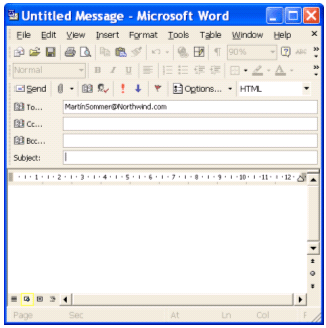 Untitled Message - Microsoft Word
File Edit View Insert Format Tools Table Window Help
90%
Normal B I U A
Send Options... HTML
To... MartinSommer@Northwind.com
Cc...
Bcc...
Subject:
1 2 3 4 5 6 7 8 9 10 11 12
Page Sec At Ln Col